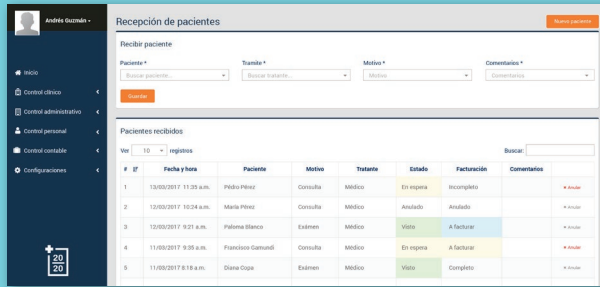 Andrés Guzmán
Inicio
Control clínico
Control administrativo
Control personal
Control contable
Configuraciones
20
20
Recepción de pacientes
Nuevo paciente
Recibir paciente
Paciente * Tramite * Motivo * Comentarios *
Buscar paciente... Buscar tratante... Motivo Comentarios
Guardar
Pacientes recibidos
Ver 10 registros Buscar:
# Fecha y hora Paciente Motivo Tratante Estado Facturación Comentarios
1 13/03/2017 11:35 a.m. Pédro Pérez Consulta Médico En espera Incompleto × Anular
2 12/03/2017 10:24 a.m. María Pérez Consulta Médico Anulado Anulado × Anular
3 12/03/2017 9:21 a.m. Paloma Blanco Exámen Médico Visto A facturar × Anular
4 11/03/2017 9:35 a.m. Francisco Gamundi Consulta Médico En espera A facturar × Anular
5 11/03/2017 8:18 a.m. Diana Copa Exámen Médico Visto Completo × Anular